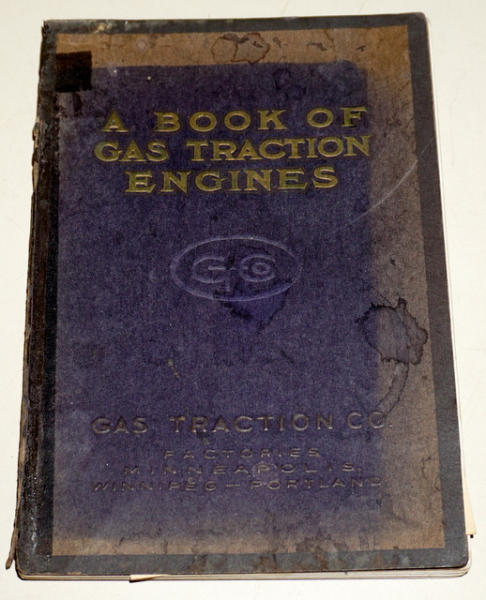 A BOOK OF
GAS TRACTION
ENGINES
GAS TRACTION CO.
FACTORIES
MINNEAPOLIS
WINNIPEG - PORTLAND